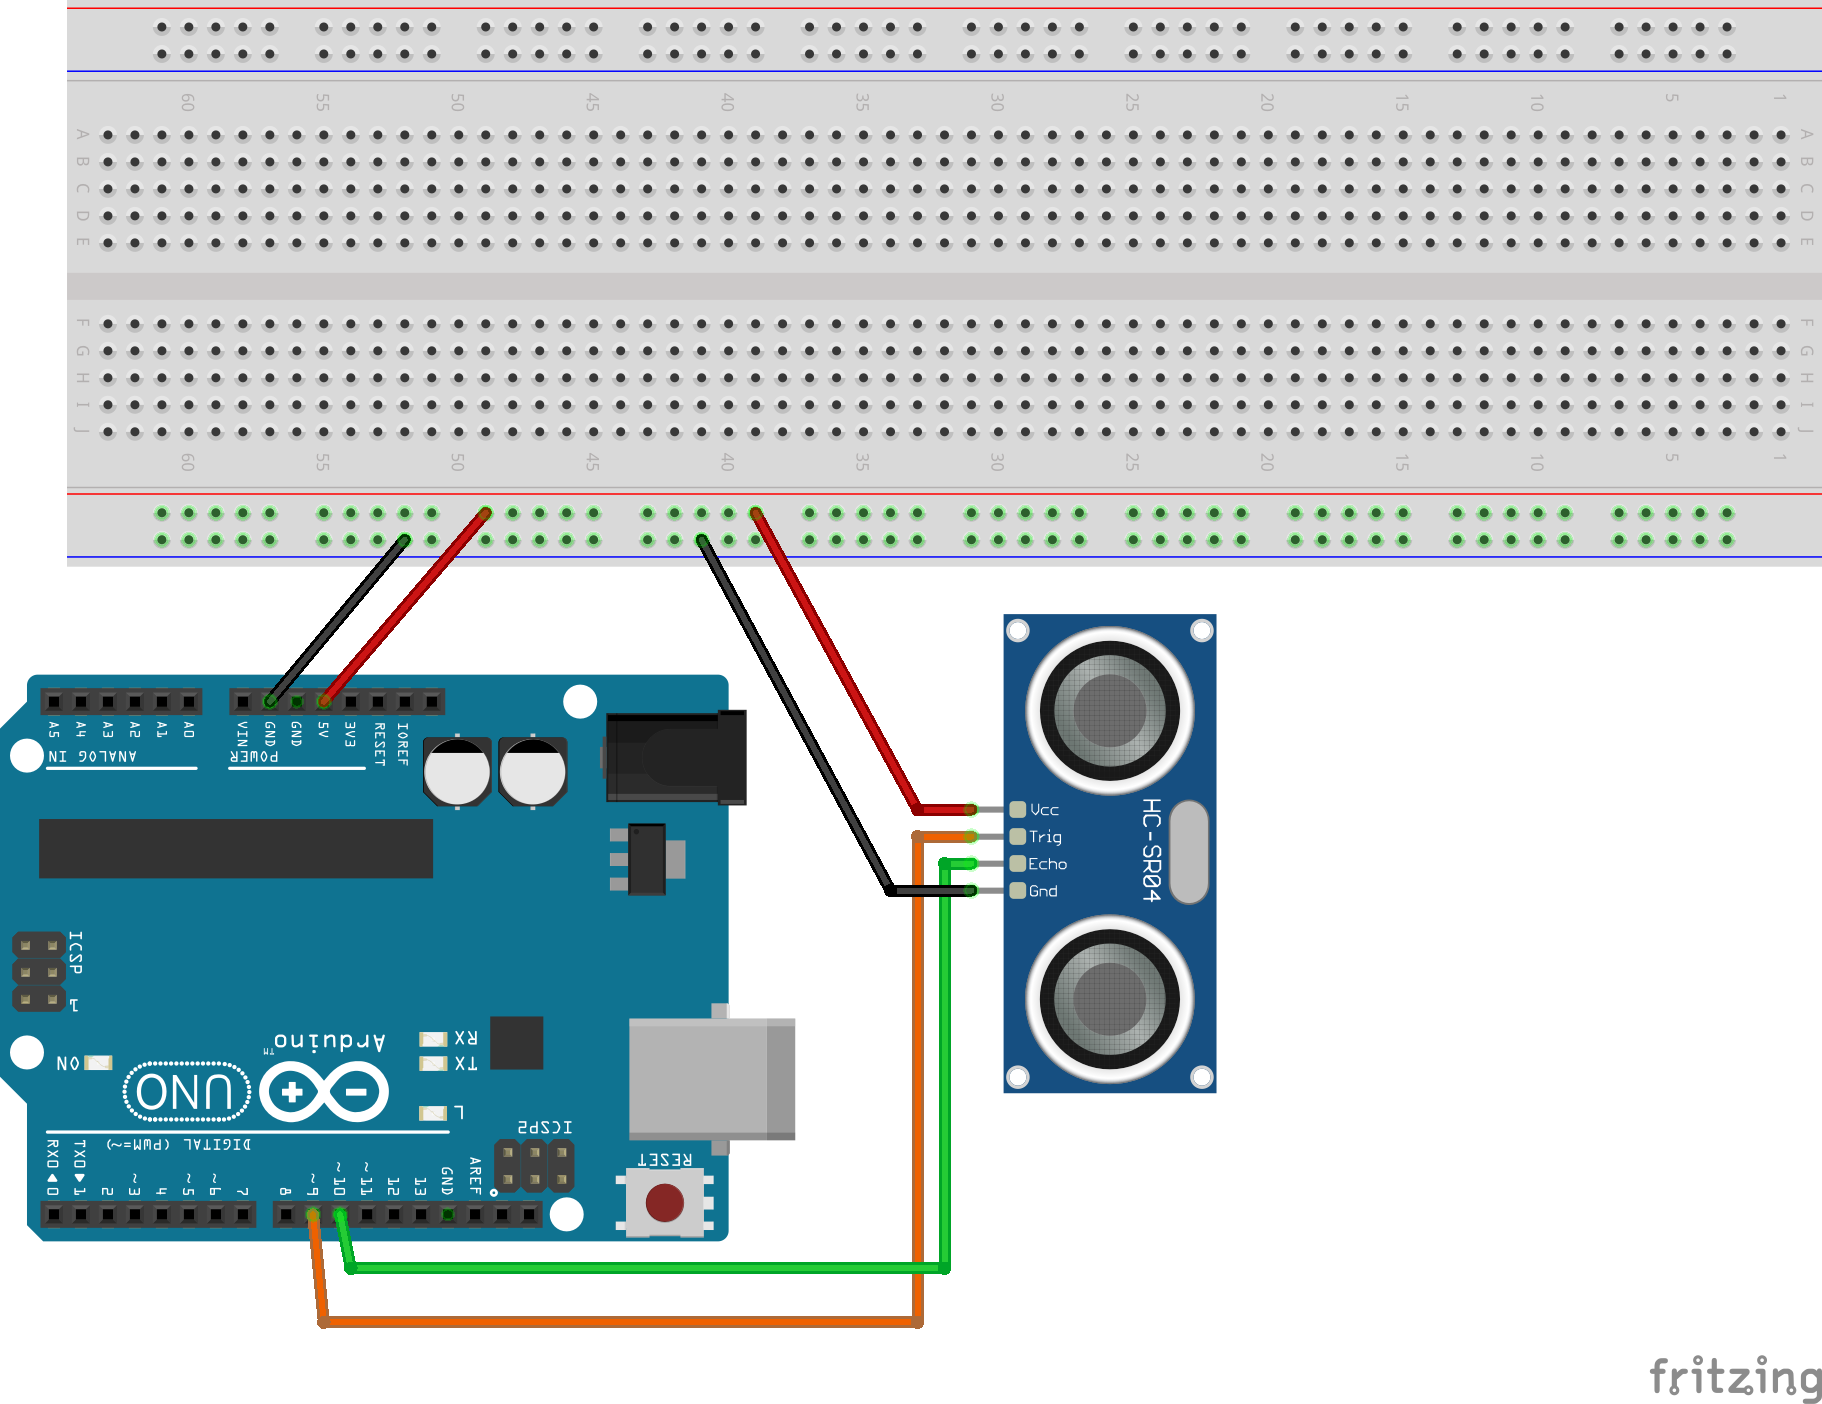 60 55 50 45 40 35 30 25 20 15 10 5 1
A A
B B
C C
D D
E E
F F
G G
H H
I I
J J
60 55 50 45 40 35 30 25 20 15 10 5 1
A5 A4 A3 A2 A1 A0 VIN GND GND 5V 3V3 RESET IOREF
ANALOG IN POWER
Vcc
Trig
Echo
Gnd
HC-SR04
ICSP
1
Arduino
TM
RX
ON TX
UNO
L
ICSP2
DIGITAL (PWM=~)
RESET
RX0◀0 TX0▶1 2 ~3 4 ~5 ~6 7 8 ~9 ~10 ~11 12 13 GND AREF
fritzing